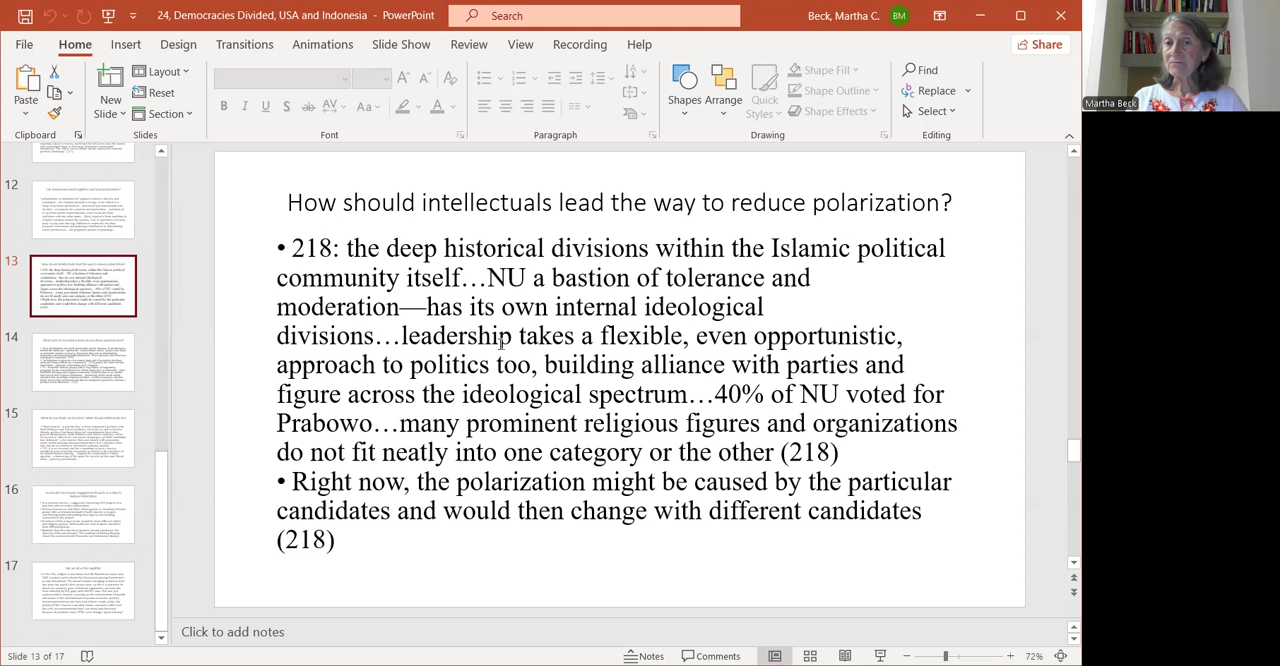 24, Democracies Divided, USA and Indonesia - PowerPoint
Search
Beck, Martha C.
BM
File Home Insert Design Transitions Animations Slide Show Review View Recording Help
Share
Paste
New
Slide
Layout
Reset
Section
Shapes
Arrange
Quick
Styles
Shape Fill
Shape Outline
Shape Effects
Find
Replace
Select
Clipboard
Slides
Font
Paragraph
Drawing
Editing
Martha Beck
12
13
14
15
16
17
How should intellectuals lead the way to reduce polarization?
• 218: the deep historical divisions within the Islamic political
community itself…NU a bastion of tolerance and
moderation—has its own internal ideological
divisions…leadership takes a flexible, even opportunistic,
approach to politics too, building alliance with parties and
figure across the ideological spectrum…40% of NU voted for
Prabowo…many prominent religious figures and organizations
do not fit neatly into one category or the other (218)
• Right now, the polarization might be caused by the particular
candidates and would then change with different candidates
(218)
Click to add notes
Slide 13 of 17
Notes
Comments
72%